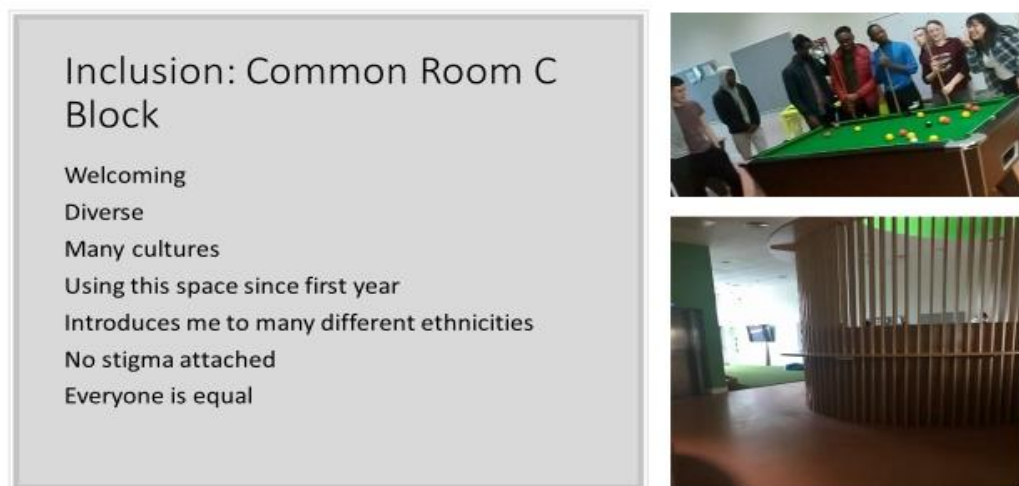 Inclusion: Common Room C
Block
Welcoming
Diverse
Many cultures
Using this space since first year
Introduces me to many different ethnicities
No stigma attached
Everyone is equal